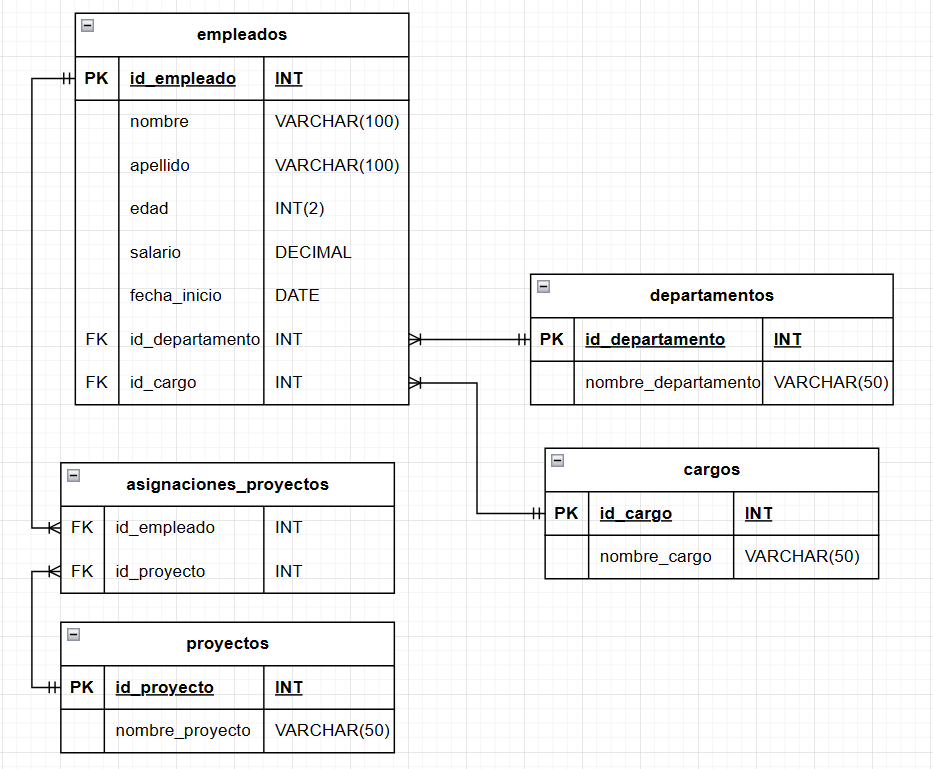 empleados
PK id_empleado INT
nombre VARCHAR(100)
apellido VARCHAR(100)
edad INT(2)
salario DECIMAL
fecha_inicio DATE
FK id_departamento INT
FK id_cargo INT
departamentos
PK id_departamento INT
nombre_departamento VARCHAR(50)
cargos
PK id_cargo INT
nombre_cargo VARCHAR(50)
asignaciones_proyectos
FK id_empleado INT
FK id_proyecto INT
proyectos
PK id_proyecto INT
nombre_proyecto VARCHAR(50)